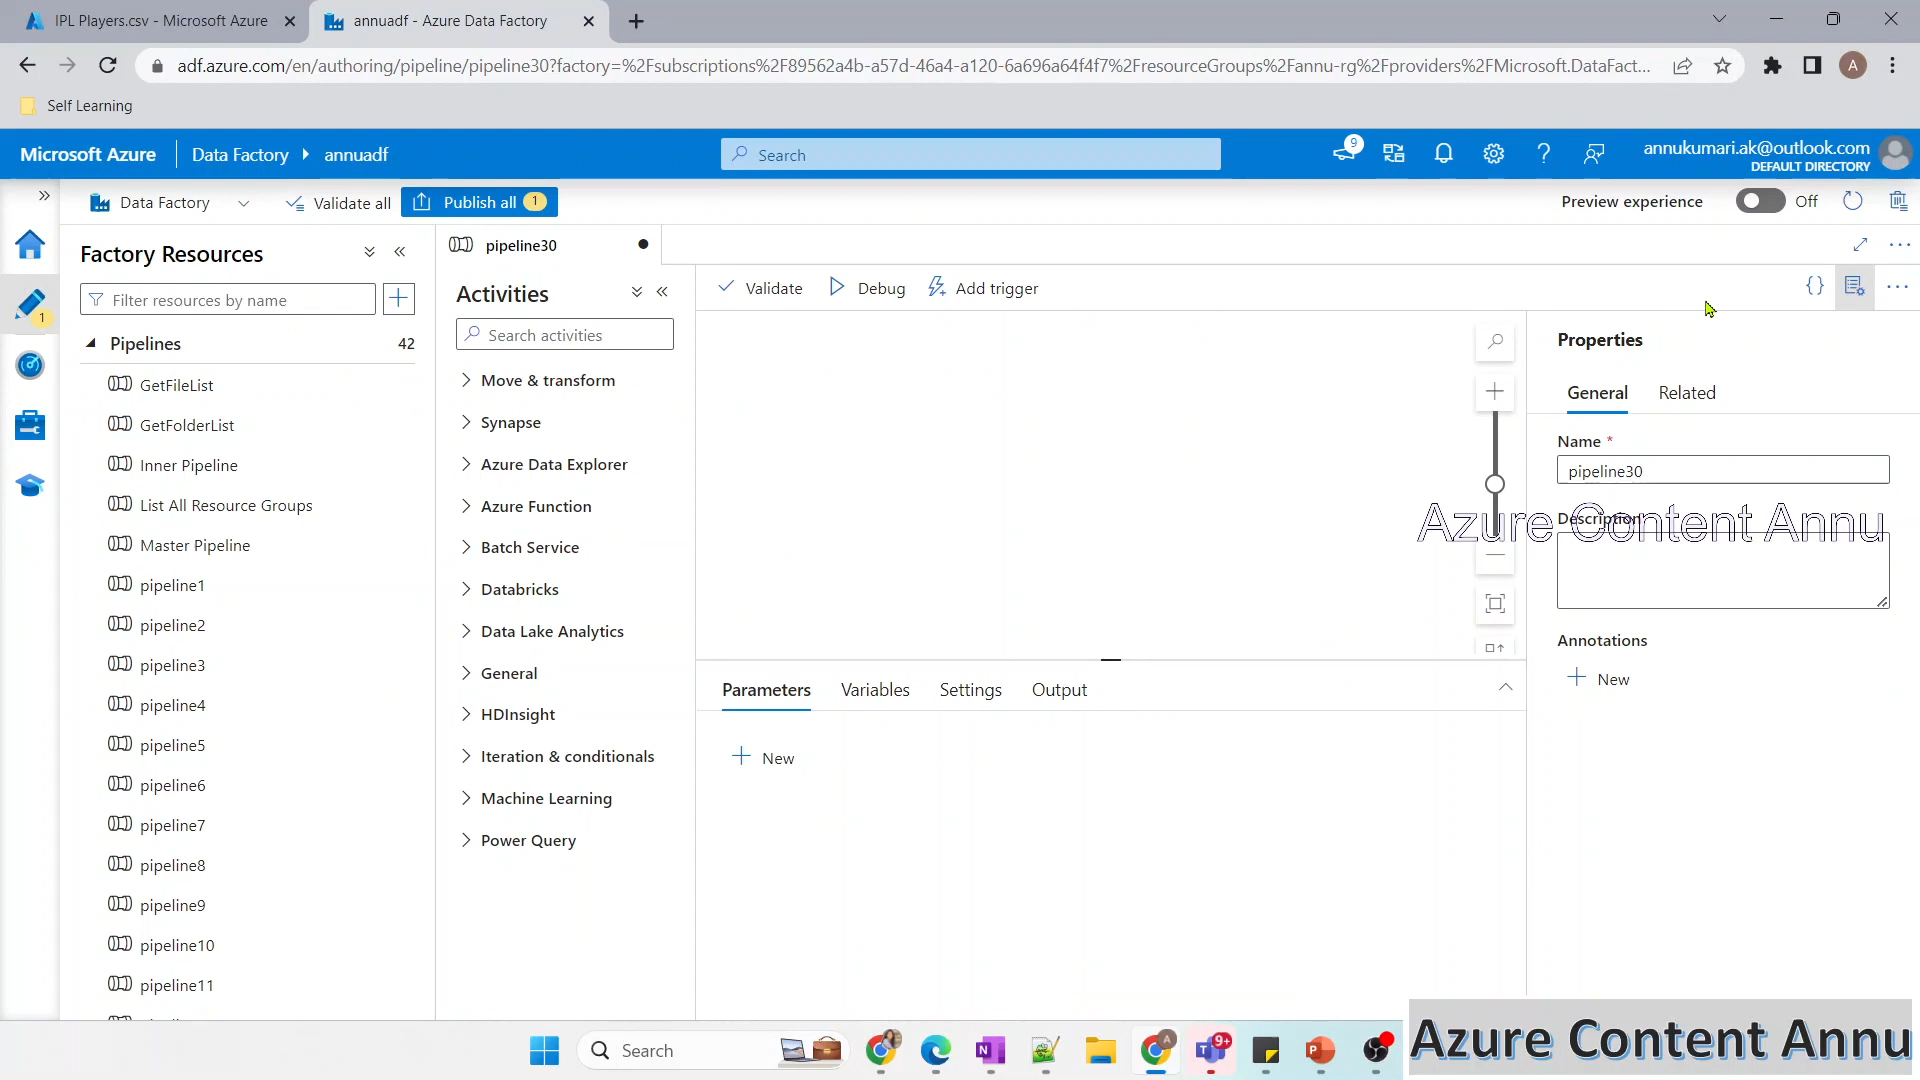 IPL Players.csv - Microsoft Azure
annuadf - Azure Data Factory
adf.azure.com/en/authoring/pipeline/pipeline30?factory=%2Fsubscriptions%2F89562a4b-a57d-46a4-a120-6a696a64f4f7%2FresourceGroups%2Fannu-rg%2Fproviders%2FMicrosoft.DataFact...
A
Self Learning
Microsoft Azure
Data Factory
annuadf
Search
9
annukumari.ak@outlook.com
DEFAULT DIRECTORY
Data Factory
Validate all
Publish all 1
Preview experience
Off
Factory Resources
Filter resources by name
1
Pipelines 42
GetFileList
GetFolderList
Inner Pipeline
List All Resource Groups
Master Pipeline
pipeline1
pipeline2
pipeline3
pipeline4
pipeline5
pipeline6
pipeline7
pipeline8
pipeline9
pipeline10
pipeline11
pipeline30
Activities
Search activities
Move & transform
Synapse
Azure Data Explorer
Azure Function
Batch Service
Databricks
Data Lake Analytics
General
HDInsight
Iteration & conditionals
Machine Learning
Power Query
Validate
Debug
Add trigger
Parameters
Variables
Settings
Output
New
Properties
General
Related
Name *
pipeline30
Description
Azure Content Annu
Annotations
New
Search
A
9+
Azure Content Annu